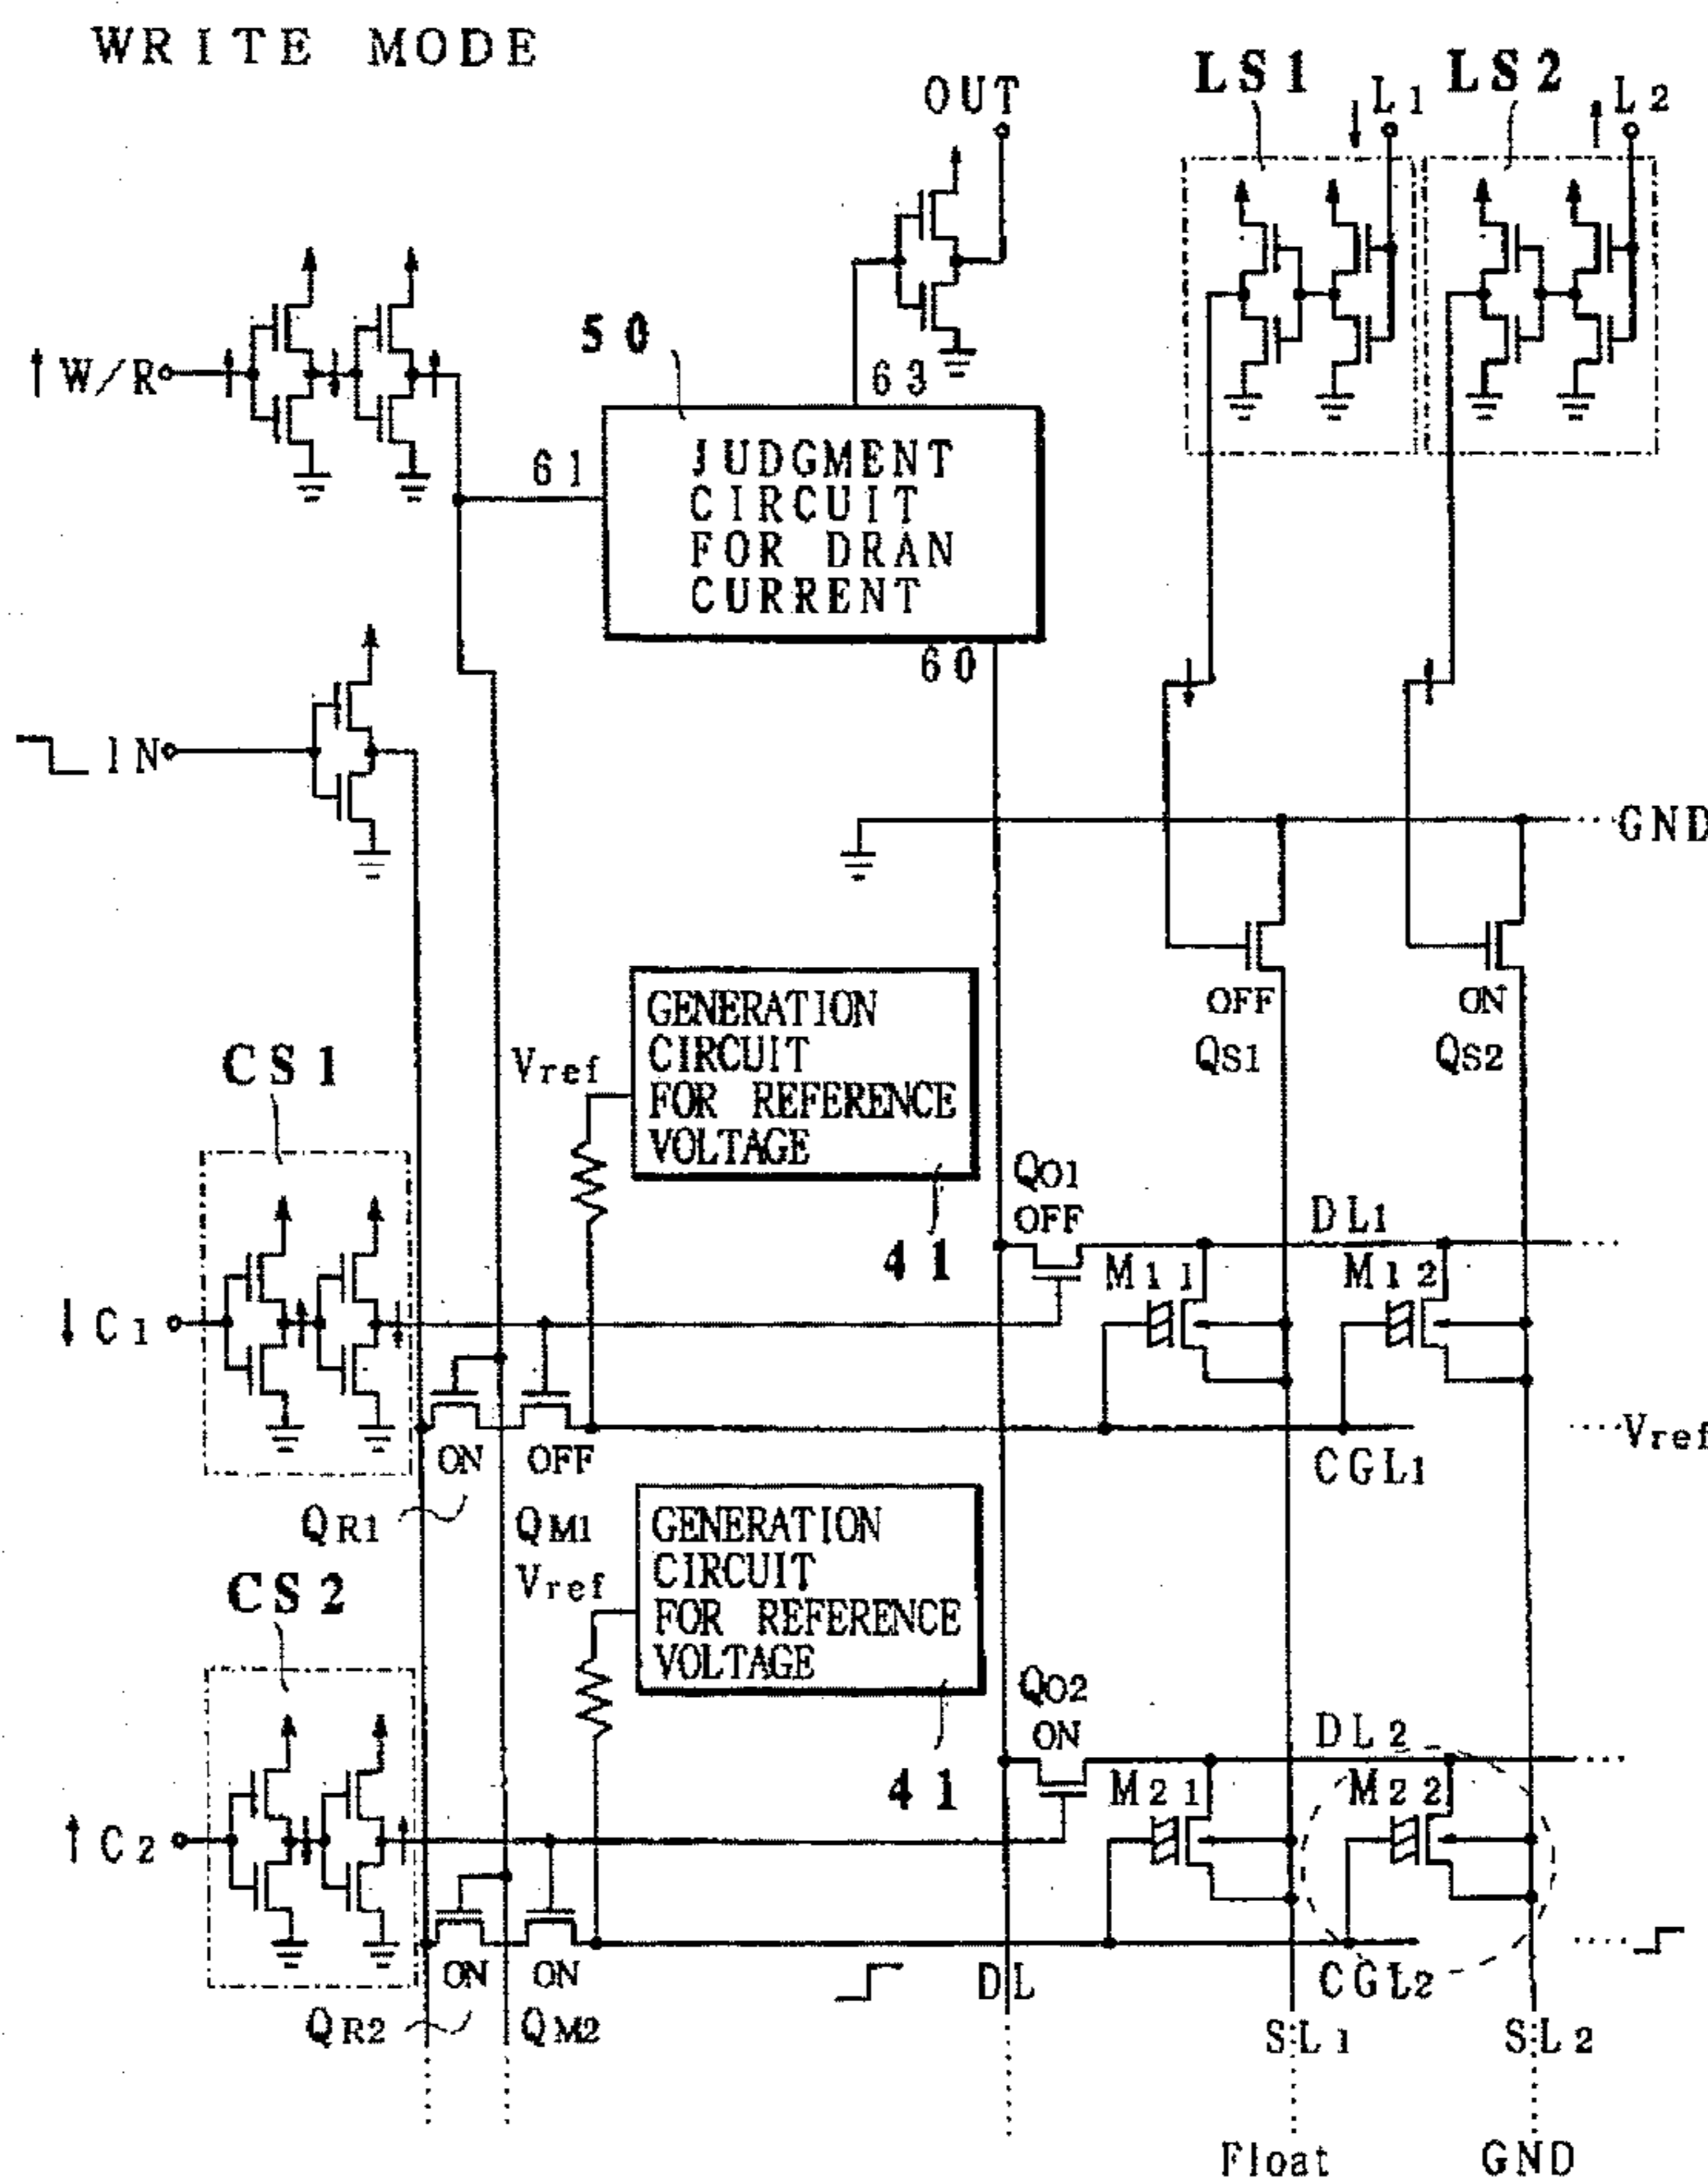 WRITE MODE
OUT
LS1
L1
LS2
L2
W/R
50
63
61
JUDGMENT
CIRCUIT
FOR DRAN
CURRENT
60
IN
GND
OFF
QS1
ON
QS2
GENERATION
CIRCUIT
FOR REFERENCE
VOLTAGE
Vref
CS1
41
QO1
OFF
DL1
M11
M12
C1
ON
OFF
CGL1
Vref
QR1
QM1
GENERATION
CIRCUIT
FOR REFERENCE
VOLTAGE
Vref
CS2
41
QO2
ON
DL2
M21
M22
C2
ON
ON
DL
CGL2
QR2
QM2
SL1
SL2
Float
GND